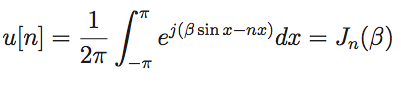 u[n] = \frac{1}{2\pi} \int_{-\pi}^{\pi} e^{j(\beta \sin x - nx)} dx = J_n(\beta)